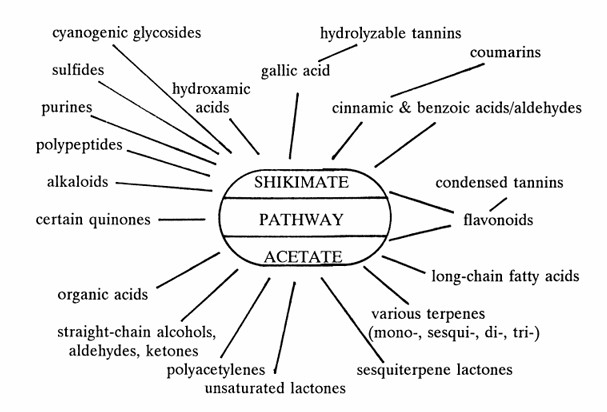 cyanogenic glycosides
hydrolyzable tannins
coumarins
sulfides
gallic acid
hydroxamic
acids
purines
cinnamic & benzoic acids/aldehydes
polypeptides
alkaloids
SHIKIMATE
condensed tannins
certain quinones
PATHWAY
flavonoids
ACETATE
long-chain fatty acids
organic acids
various terpenes
(mono-, sesqui-, di-, tri-)
straight-chain alcohols,
aldehydes, ketones
polyacetylenes
sesquiterpene lactones
unsaturated lactones